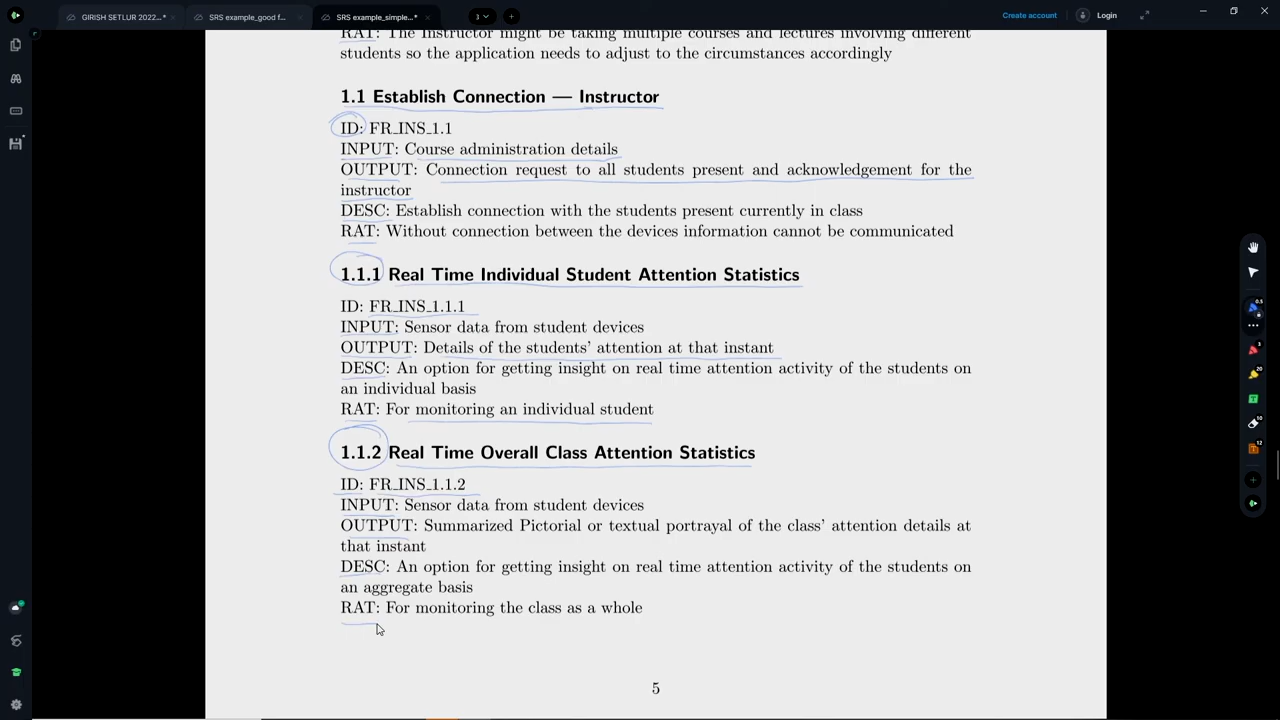 GIRISH SETLUR 2022...*
SRS example_good f...
SRS example_simple...*
3
Create account
Login
RAT: The Instructor might be taking multiple courses and lectures involving different
students so the application needs to adjust to the circumstances accordingly
1.1 Establish Connection — Instructor
ID: FR_INS_1.1
INPUT: Course administration details
OUTPUT: Connection request to all students present and acknowledgement for the
instructor
DESC: Establish connection with the students present currently in class
RAT: Without connection between the devices information cannot be communicated
1.1.1 Real Time Individual Student Attention Statistics
ID: FR_INS_1.1.1
INPUT: Sensor data from student devices
OUTPUT: Details of the students' attention at that instant
DESC: An option for getting insight on real time attention activity of the students on
an individual basis
RAT: For monitoring an individual student
1.1.2 Real Time Overall Class Attention Statistics
ID: FR_INS_1.1.2
INPUT: Sensor data from student devices
OUTPUT: Summarized Pictorial or textual portrayal of the class' attention details at
that instant
DESC: An option for getting insight on real time attention activity of the students on
an aggregate basis
RAT: For monitoring the class as a whole
5